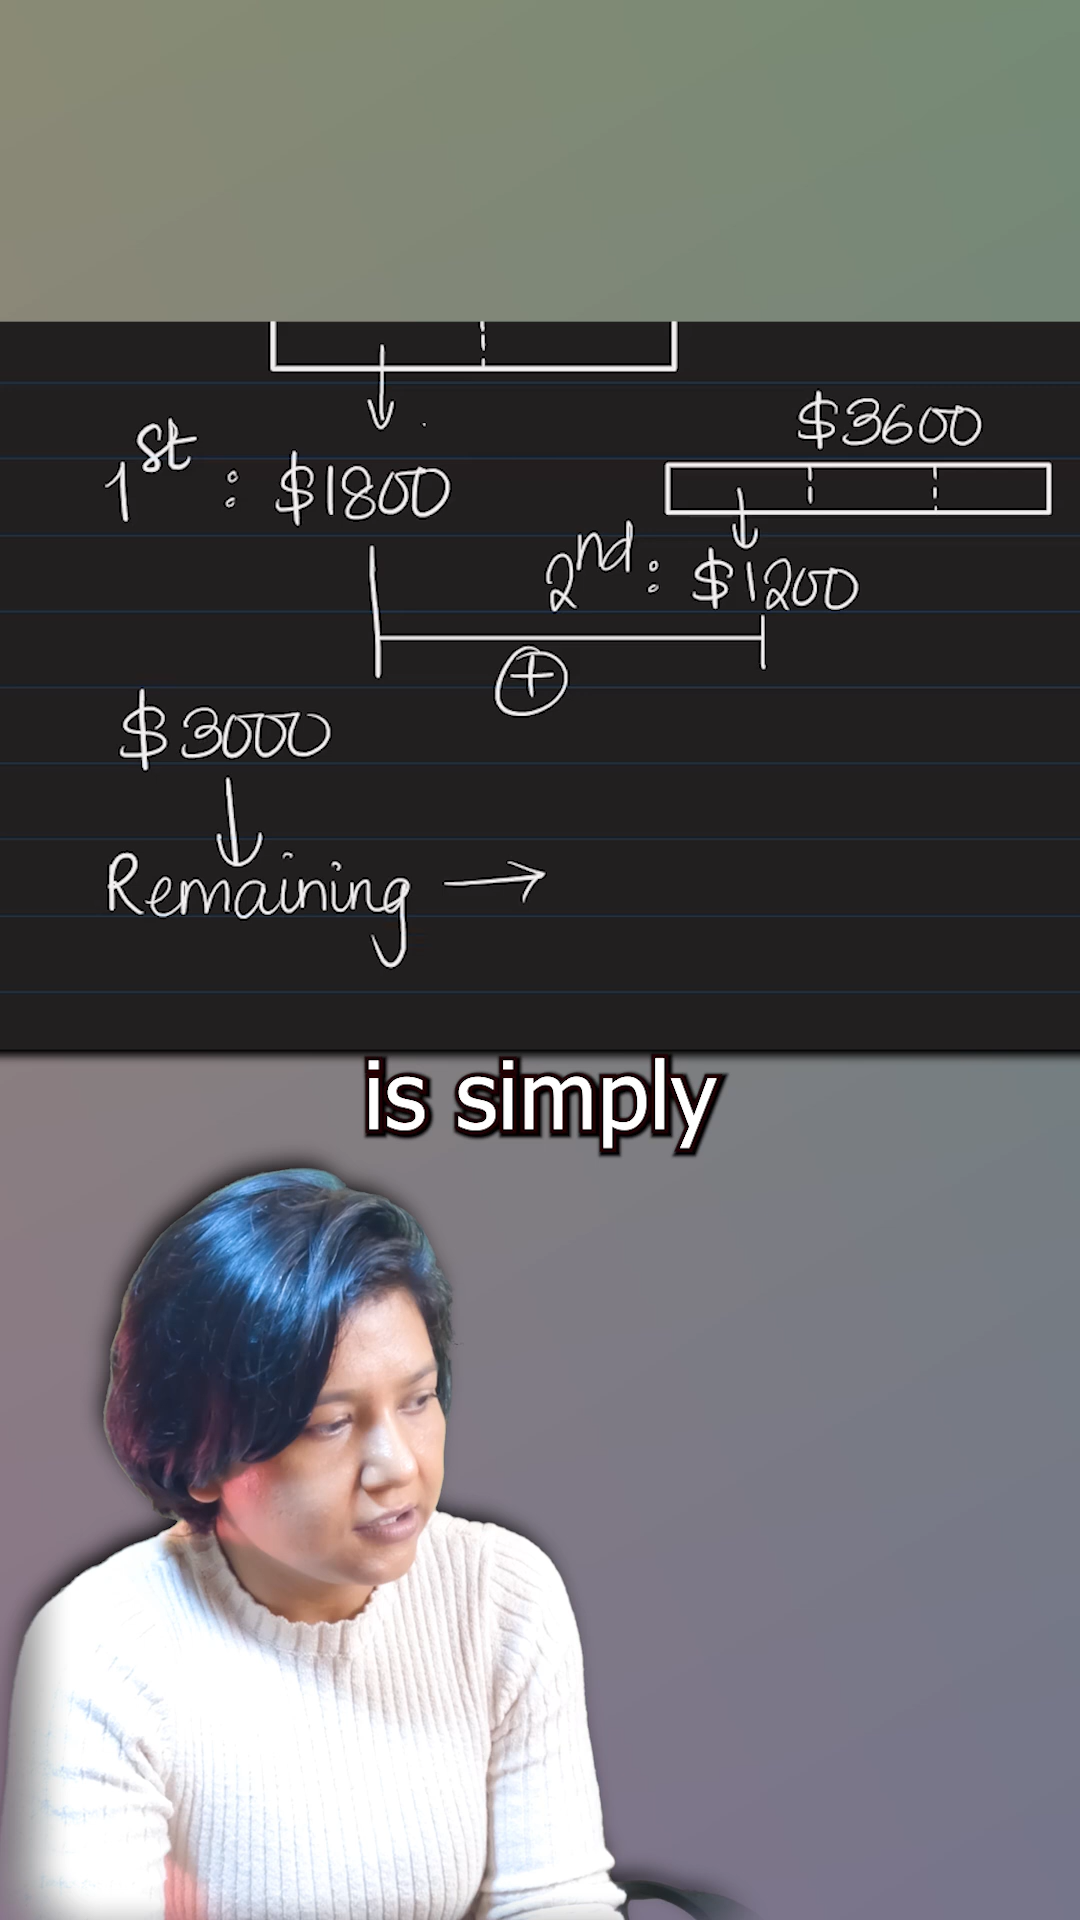 $3600
1st : $1800
2nd : $1200
+
$3000
Remaining →
is simply